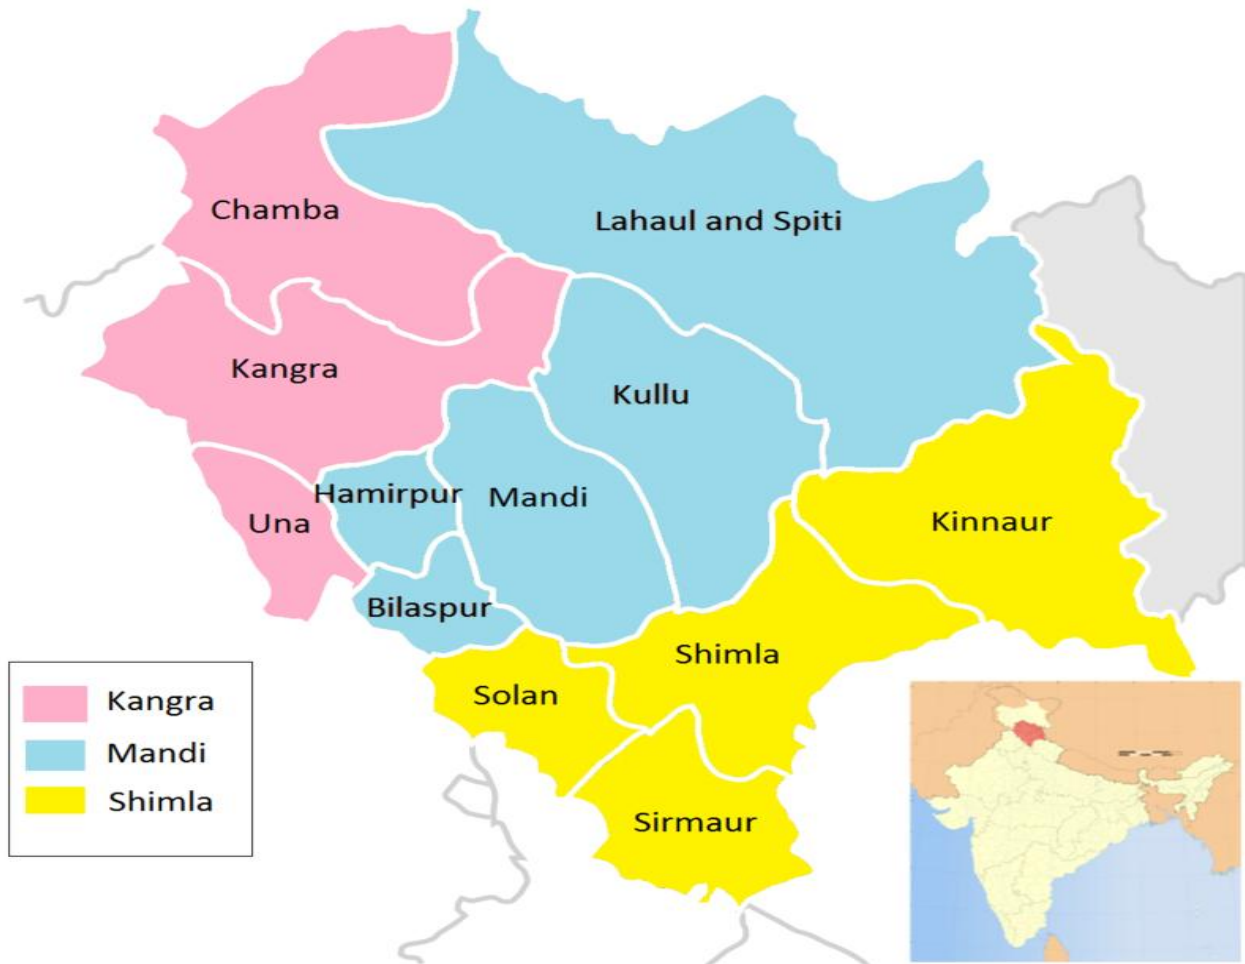 Chamba
Lahaul and Spiti
Kangra
Kullu
Hamirpur
Mandi
Una
Kinnaur
Bilaspur
Shimla
Solan
Sirmaur
Kangra
Mandi
Shimla